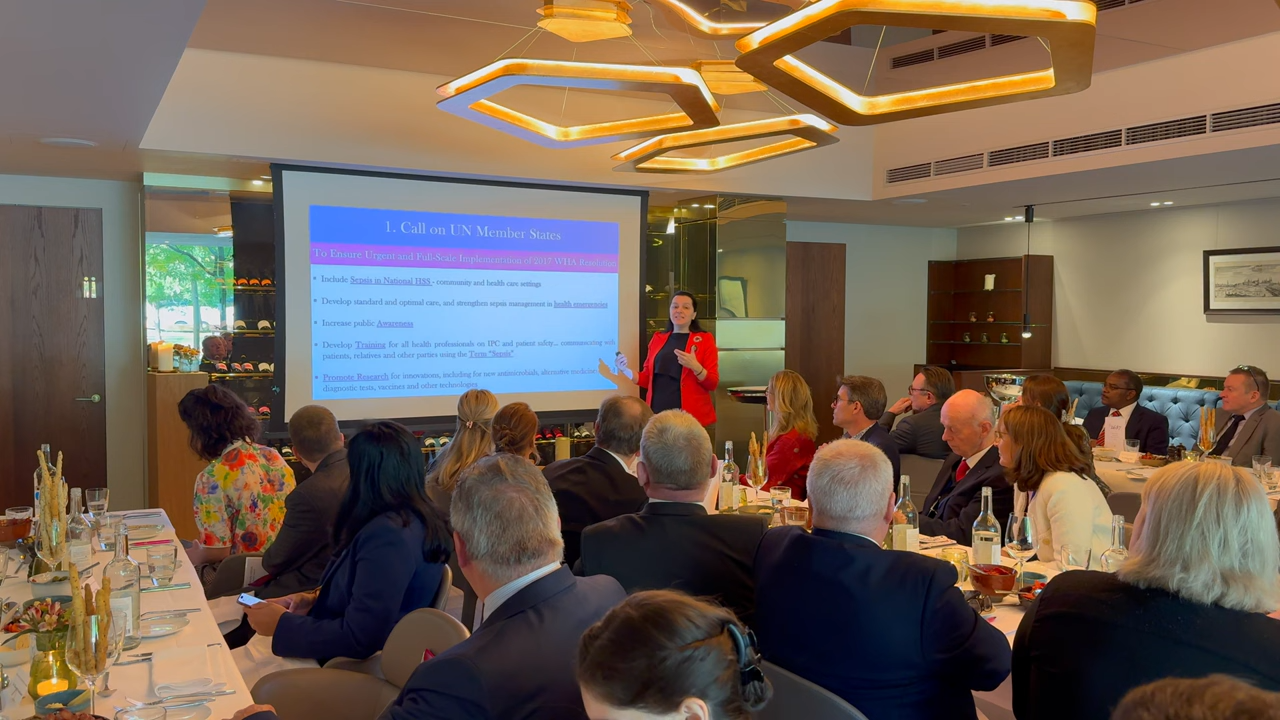 1. Call on UN Member States
To Ensure Urgent and Full-Scale Implementation of 2017 WHA Resolution
Include Sepsis in National HSS - community and health care settings
Develop standard and optimal care, and strengthen sepsis management in health emergencies
Increase public Awareness
Develop Training for all health professionals on IPC and patient safety... communicating with
patients, relatives and other parties using the Term "Sepsis"
Promote Research for innovations, including for new antimicrobials, alternative medicine
diagnostic tests, vaccines and other technologies